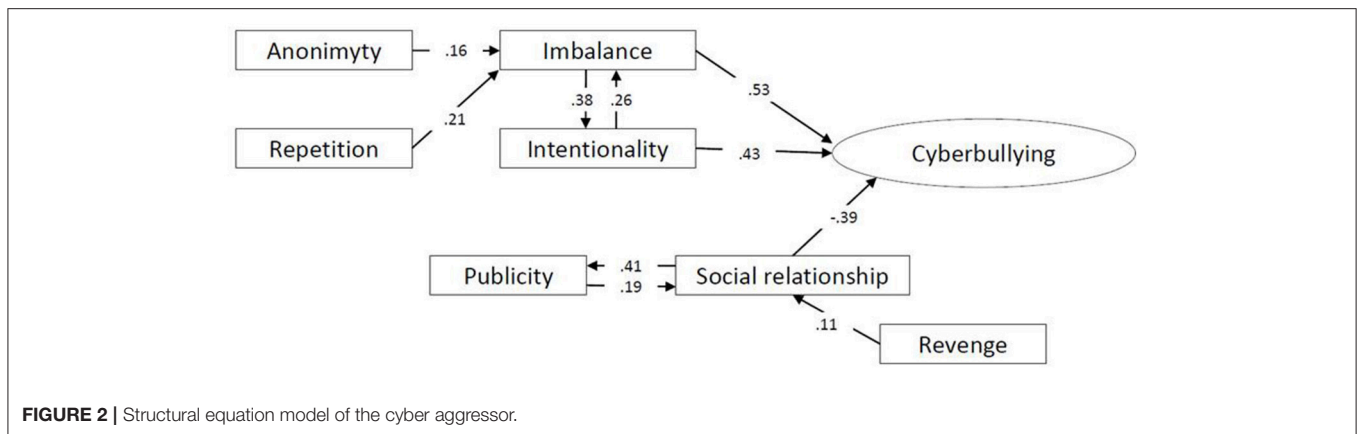 Anonimyty
.16
Imbalance
.53
.38
.26
.21
Repetition
Intentionality
.43
Cyberbullying
-.39
Publicity
.41
.19
Social relationship
.11
Revenge
FIGURE 2 | Structural equation model of the cyber aggressor.